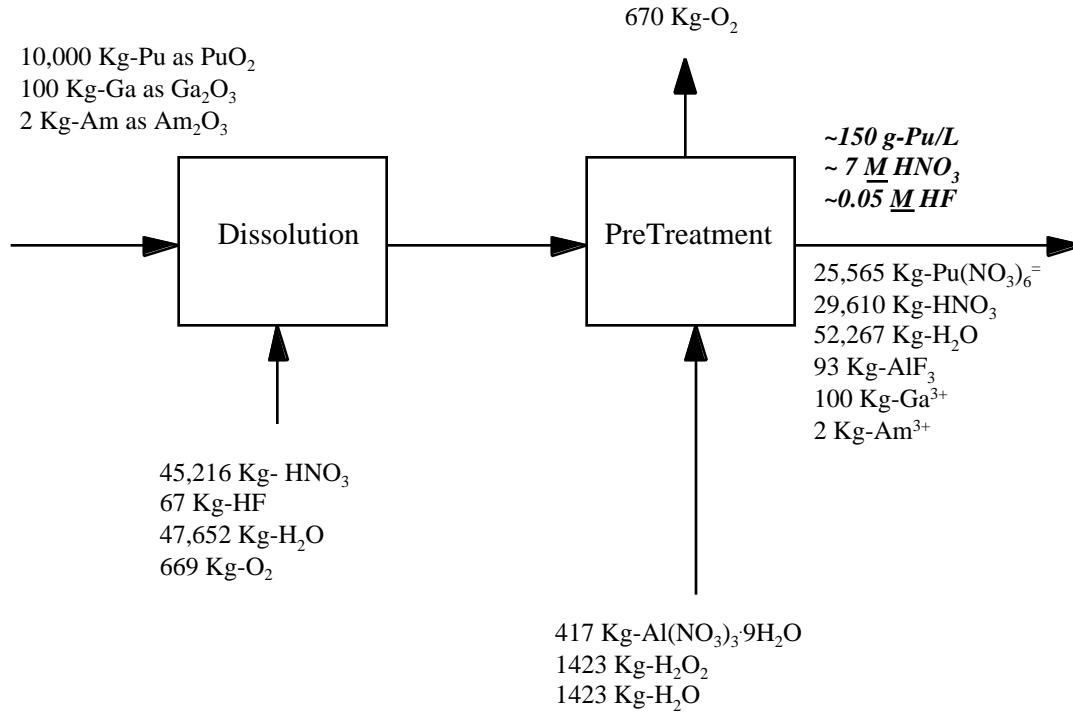 670 Kg-O₂
10,000 Kg-Pu as PuO₂
100 Kg-Ga as Ga₂O₃
2 Kg-Am as Am₂O₃
~150 g-Pu/L
~ 7 M HNO₃
~0.05 M HF
Dissolution
PreTreatment
25,565 Kg-Pu(NO₃)₆⁼
29,610 Kg-HNO₃
52,267 Kg-H₂O
93 Kg-AlF₃
100 Kg-Ga³⁺
2 Kg-Am³⁺
45,216 Kg- HNO₃
67 Kg-HF
47,652 Kg-H₂O
669 Kg-O₂
417 Kg-Al(NO₃)₃·9H₂O
1423 Kg-H₂O₂
1423 Kg-H₂O